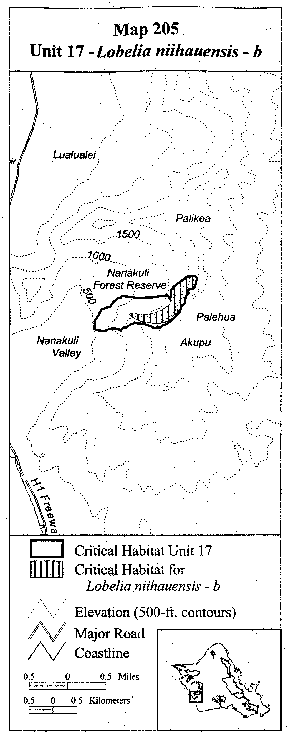 Map 205
Unit 17 - Lobelia niihauensis - b
Lualualei
Palikea
1500
1000
Nanakuli
Forest Reserve
500
Palehua
Nanakuli
Valley
Akupu
H1 Freewa
Critical Habitat Unit 17
Critical Habitat for
Lobelia niihauensis - b
Elevation (500-ft. contours)
Major Road
Coastline
0.5 0 0.5 Miles
0.5 0 0.5 Kilometers